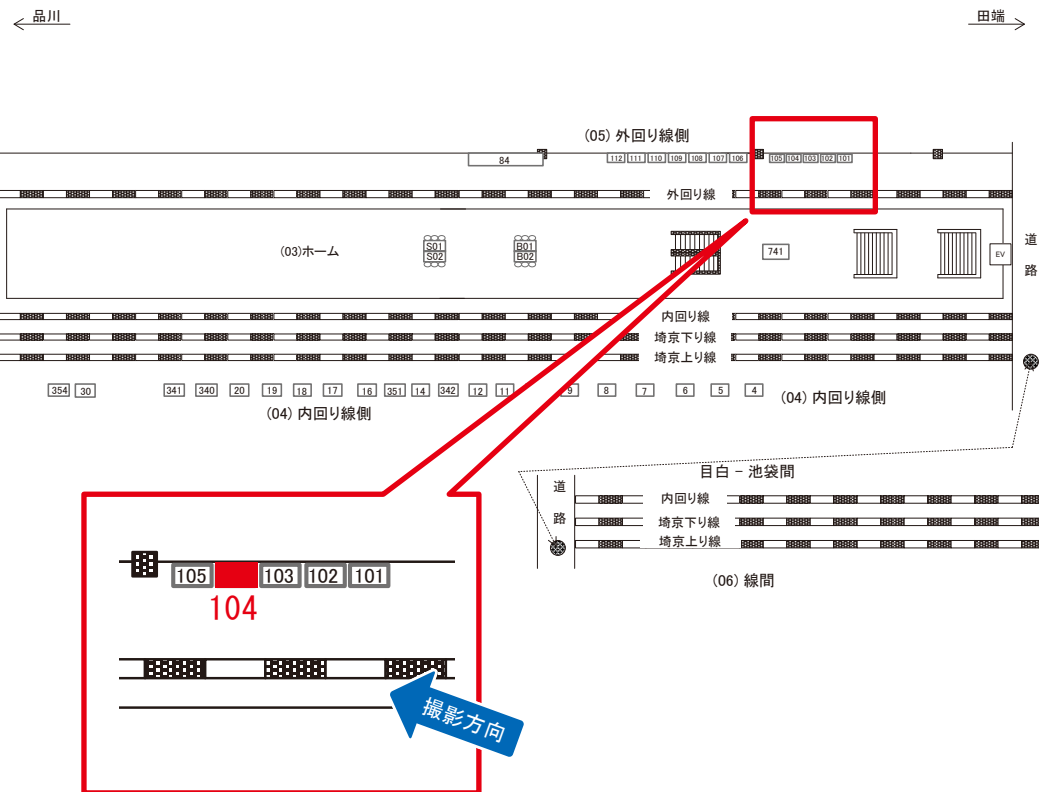 品川
田端
(05) 外回り線側
84
112 111 110 109 108 107 106
105 104 103 102 101
外回り線
(03)ホーム
S01
S02
B01
B02
741
EV
道路
内回り線
埼京下り線
埼京上り線
354 30 341 340 20 19 18 17 16 351 14 342 12 11 9 8 7 6 5 4
(04) 内回り線側
(04) 内回り線側
目白 − 池袋間
道路
内回り線
埼京下り線
埼京上り線
(06) 線間
105 103 102 101
104
撮影方向